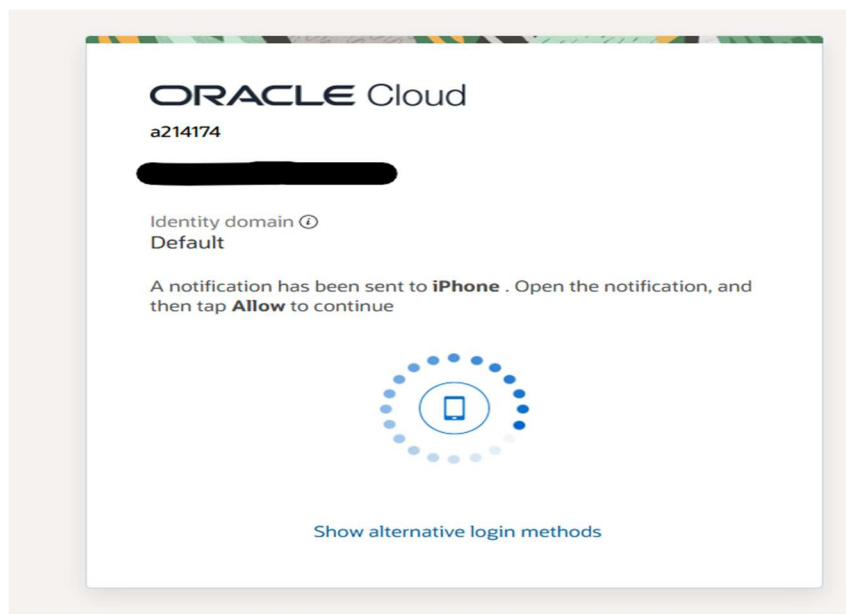 ORACLE Cloud
a214174
Identity domain
Default
A notification has been sent to iPhone . Open the notification, and
then tap Allow to continue
Show alternative login methods